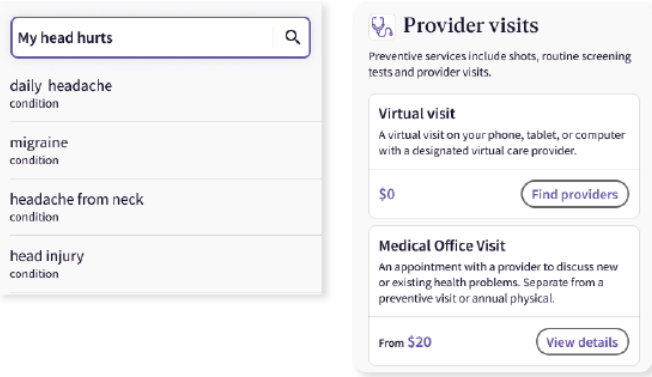 My head hurts
daily headache
condition
migraine
condition
headache from neck
condition
head injury
condition
Provider visits
Preventive services include shots, routine screening
tests and provider visits.
Virtual visit
A virtual visit on your phone, tablet, or computer
with a designated virtual care provider.
$0 Find providers
Medical Office Visit
An appointment with a provider to discuss new
or existing health problems. Separate from a
preventive visit or annual physical.
From $20 View details